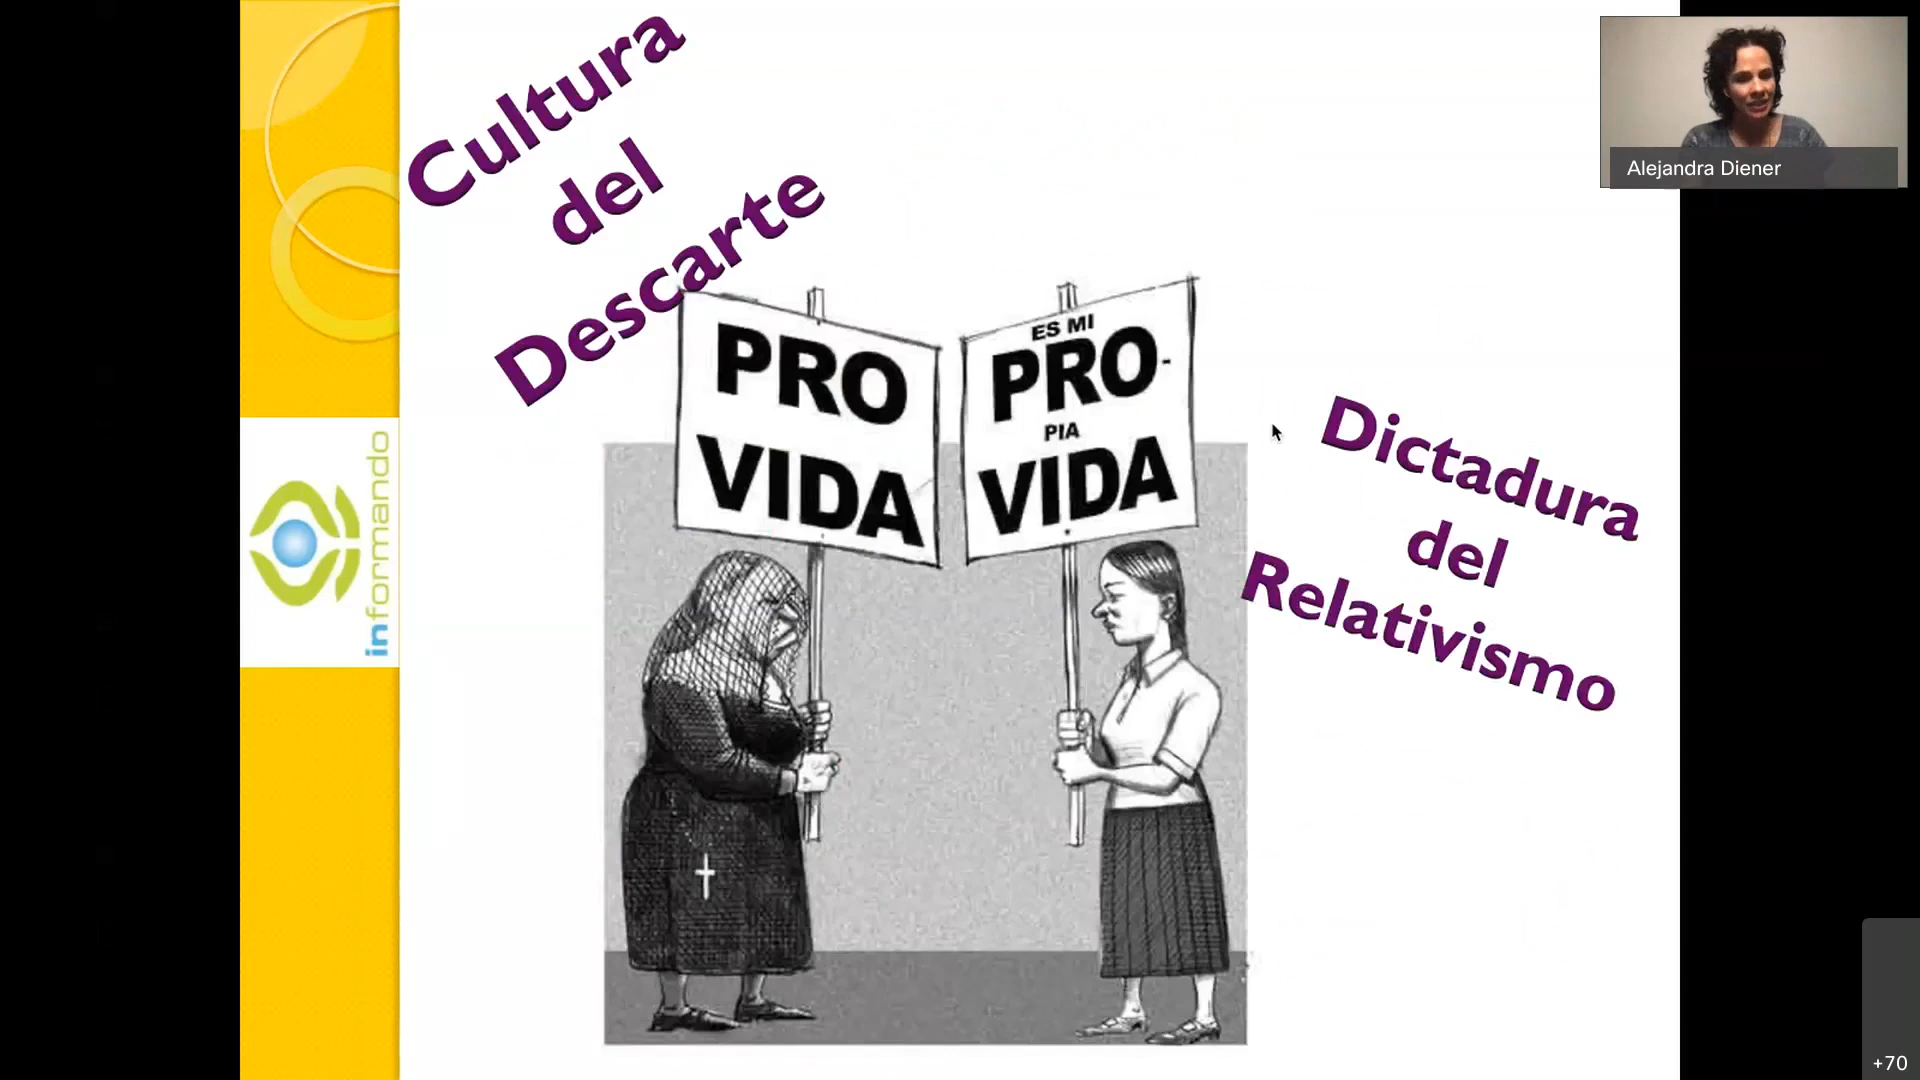 Cultura
del
Descarte
PRO
VIDA
ES MI
PRO-
PIA
VIDA
Dictadura
del
Relativismo
informando
Alejandra Diener
+70